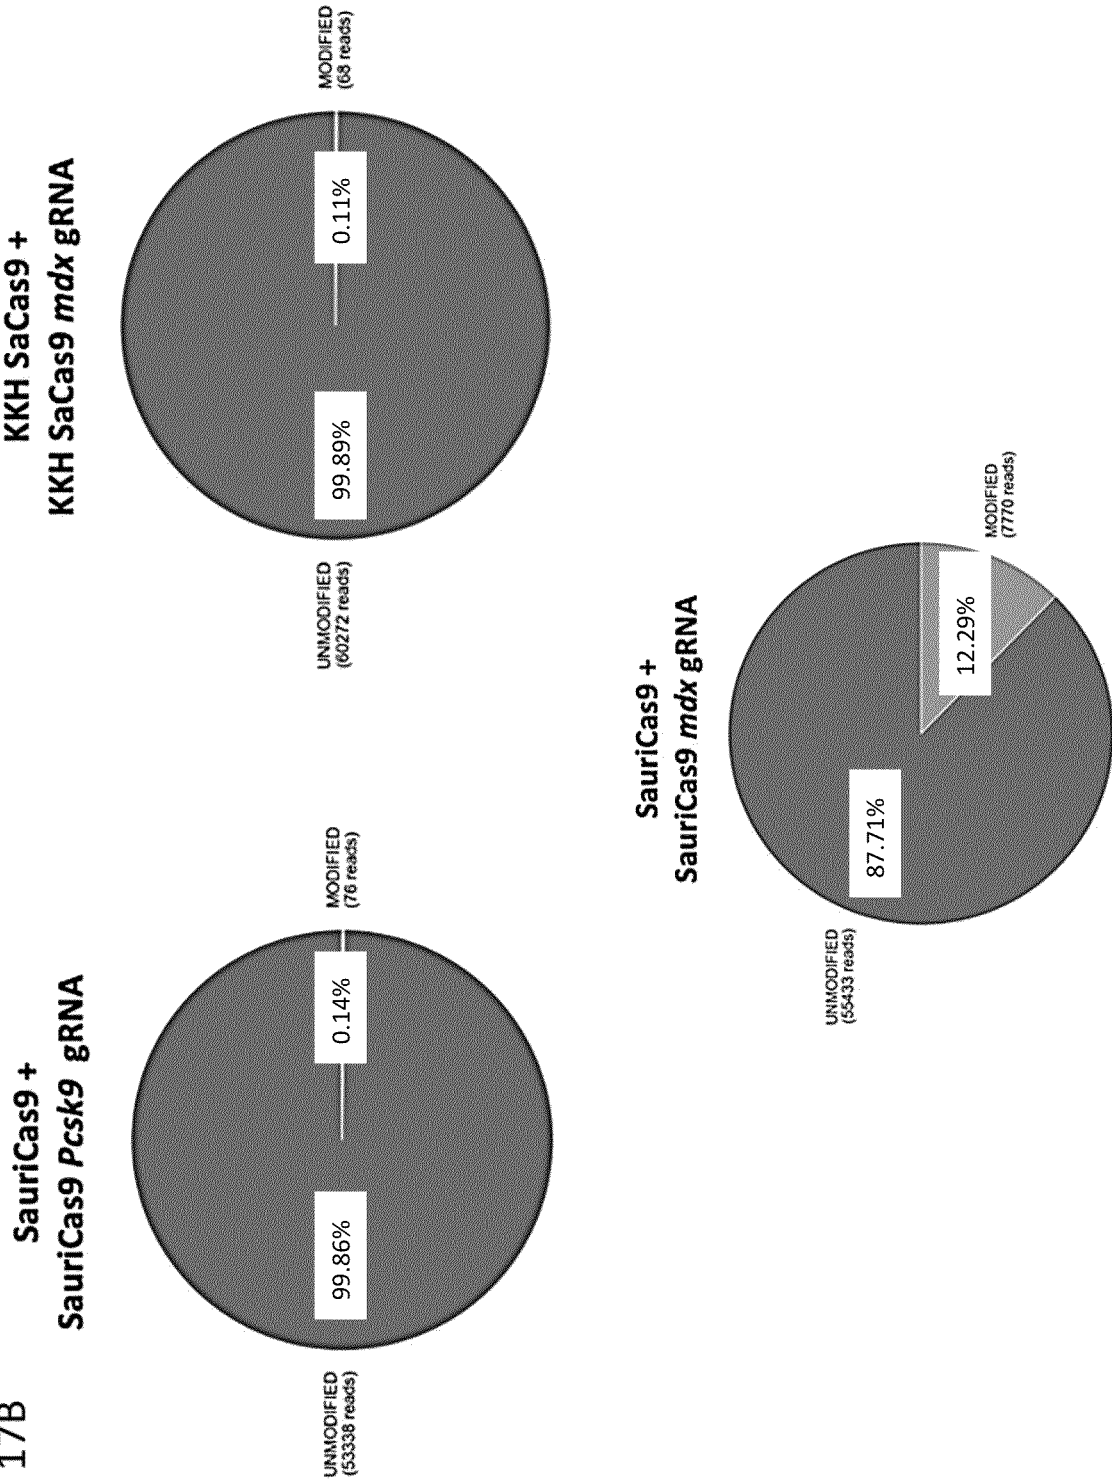 17B
SauriCas9 +
SauriCas9 Pcsk9 gRNA
UNMODIFIED
(53338 reads)
99.86%
0.14%
MODIFIED
(76 reads)
KKH SaCas9 +
KKH SaCas9 mdx gRNA
UNMODIFIED
(60272 reads)
99.89%
0.11%
MODIFIED
(68 reads)
SauriCas9 +
SauriCas9 mdx gRNA
UNMODIFIED
(55433 reads)
87.71%
12.29%
MODIFIED
(7770 reads)